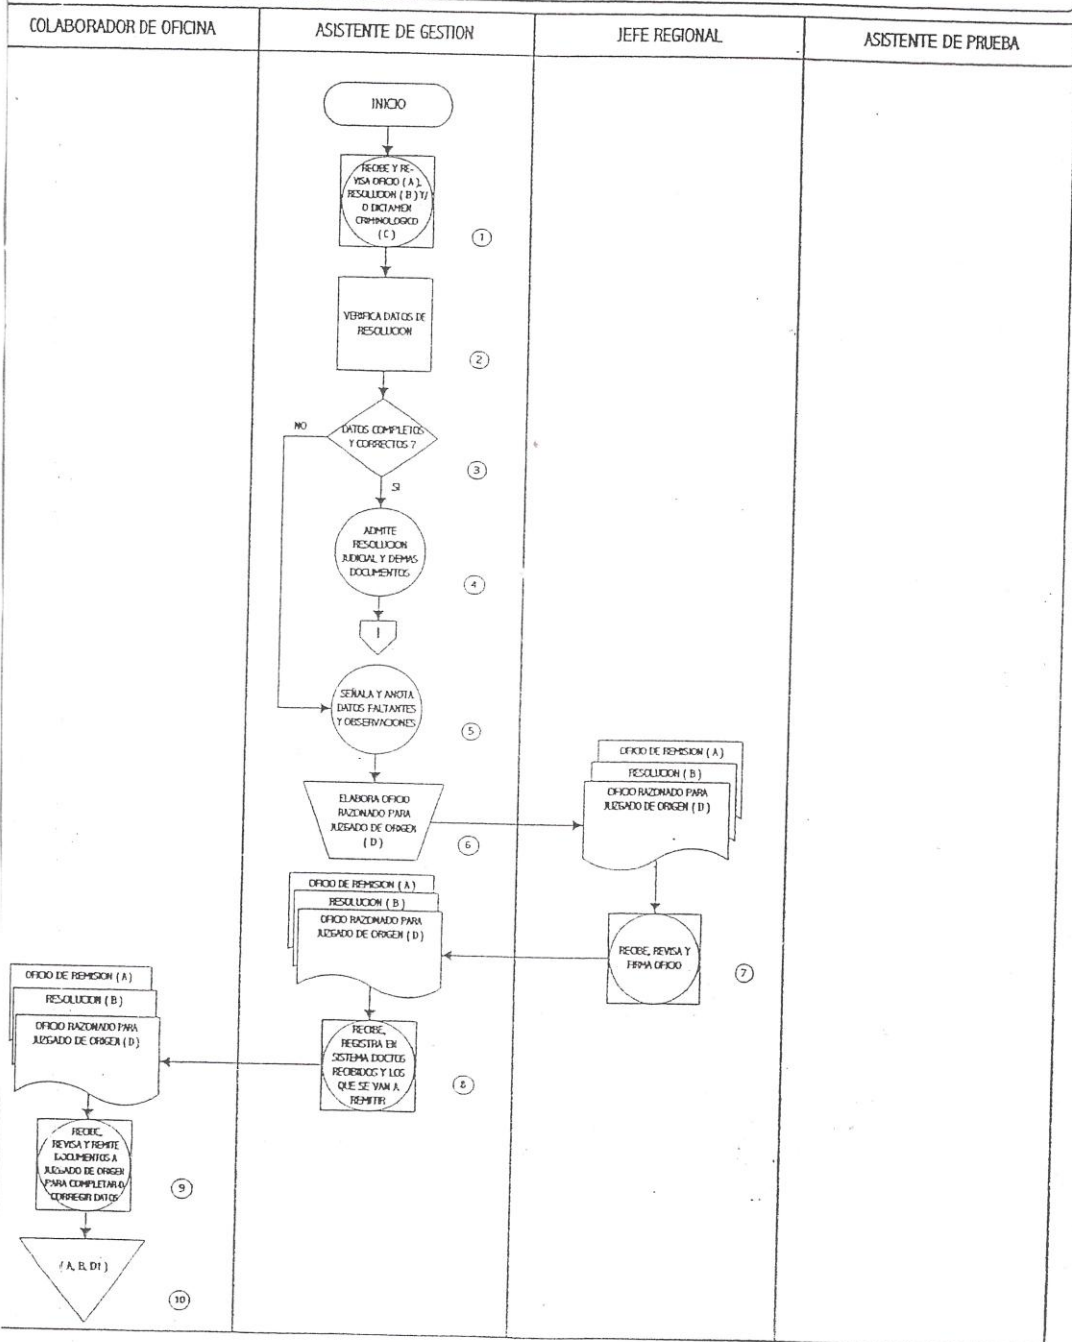 COLABORADOR DE OFICINA
ASISTENTE DE GESTION
JEFE REGIONAL
ASISTENTE DE PRUEBA
INICIO
RECIBE Y RE-
VISA OFICIO ( A ),
RESOLUCION ( B ) Y/
O DICTAMEN
CRIMINOLOGICO
( C )
1
VERIFICA DATOS DE
RESOLUCION
2
NO
DATOS COMPLETOS
Y CORRECTOS ?
3
SI
ADMITE
RESOLUCION
JUDICIAL Y DEMAS
DOCUMENTOS
4
I
SEÑALA Y ANOTA
DATOS FALTANTES
Y OBSERVACIONES
5
ELABORA OFICIO
RAZONADO PARA
JUZGADO DE ORIGEN
( D )
6
OFICIO DE REMISION ( A )
RESOLUCION ( B )
OFICIO RAZONADO PARA
JUZGADO DE ORIGEN ( D )
RECIBE, REVISA Y
FIRMA OFICIO
7
OFICIO DE REMISION ( A )
RESOLUCION ( B )
OFICIO RAZONADO PARA
JUZGADO DE ORIGEN ( D )
RECIBE,
REGISTRA EN
SISTEMA DOCTOS
RECIBIDOS Y LOS
QUE SE VAN A
REMITIR
8
OFICIO DE REMISION ( A )
RESOLUCION ( B )
OFICIO RAZONADO PARA
JUZGADO DE ORIGEN ( D )
RECIBE,
REVISA Y REMITE
DOCUMENTOS A
JUZGADO DE ORIGEN
PARA COMPLETAR O
CORREGIR DATOS
9
( A, B, D1 )
10